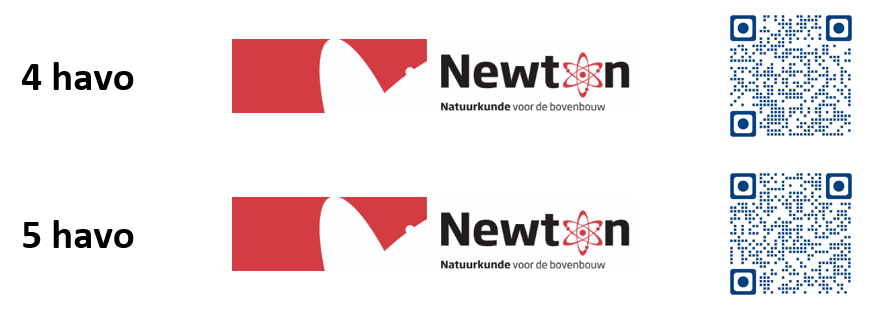 4 havo
Newton
Natuurkunde voor de bovenbouw
5 havo
Newton
Natuurkunde voor de bovenbouw